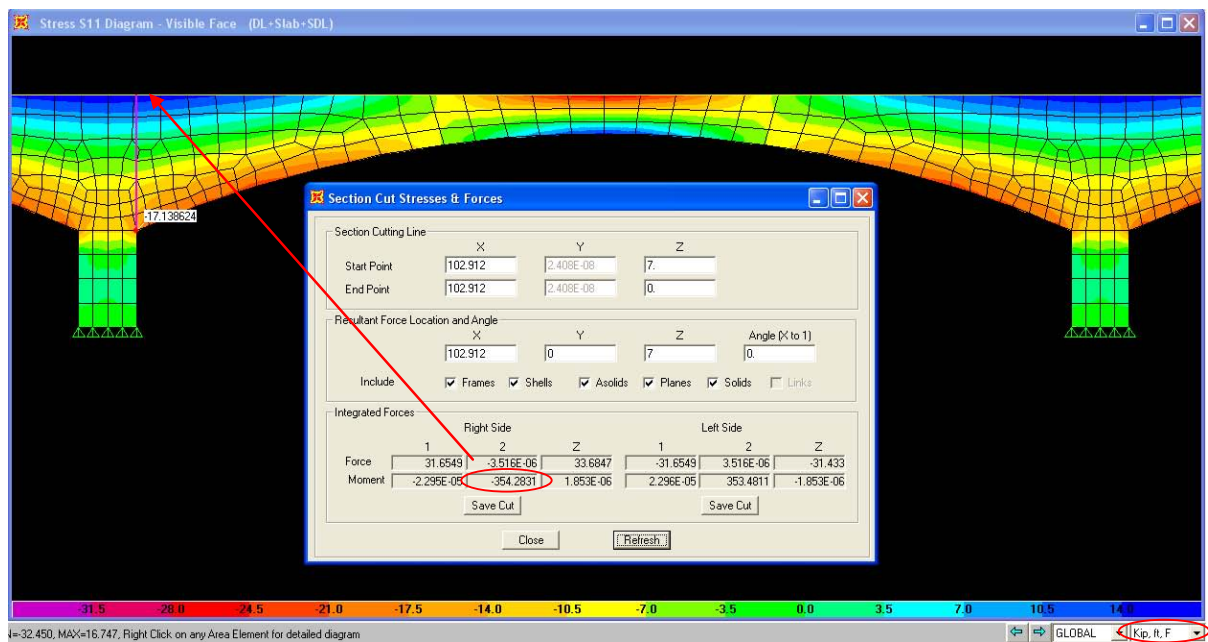 Stress S11 Diagram - Visible Face (DL+Slab+SDL)
-17.138624
Section Cut Stresses & Forces
Section Cutting Line
X Y Z
Start Point 102.912 2.408E-08 7.
End Point 102.912 2.408E-08 0.
Resultant Force Location and Angle
X Y Z Angle (X to 1)
102.912 0 7 0.
Include Frames Shells Asolids Planes Solids Links
Integrated Forces
Right Side Left Side
1 2 Z 1 2 Z
Force 31.6549 -3.516E-06 33.6847 -31.6549 3.516E-06 -31.433
Moment -2.295E-05 -354.2831 1.853E-06 2.296E-05 353.4811 -1.853E-06
Save Cut Save Cut
Close Refresh
-31.5 -28.0 -24.5 -21.0 -17.5 -14.0 -10.5 -7.0 -3.5 0.0 3.5 7.0 10.5 14.0
=-32.450, MAX=16.747, Right Click on any Area Element for detailed diagram GLOBAL Kip, ft, F